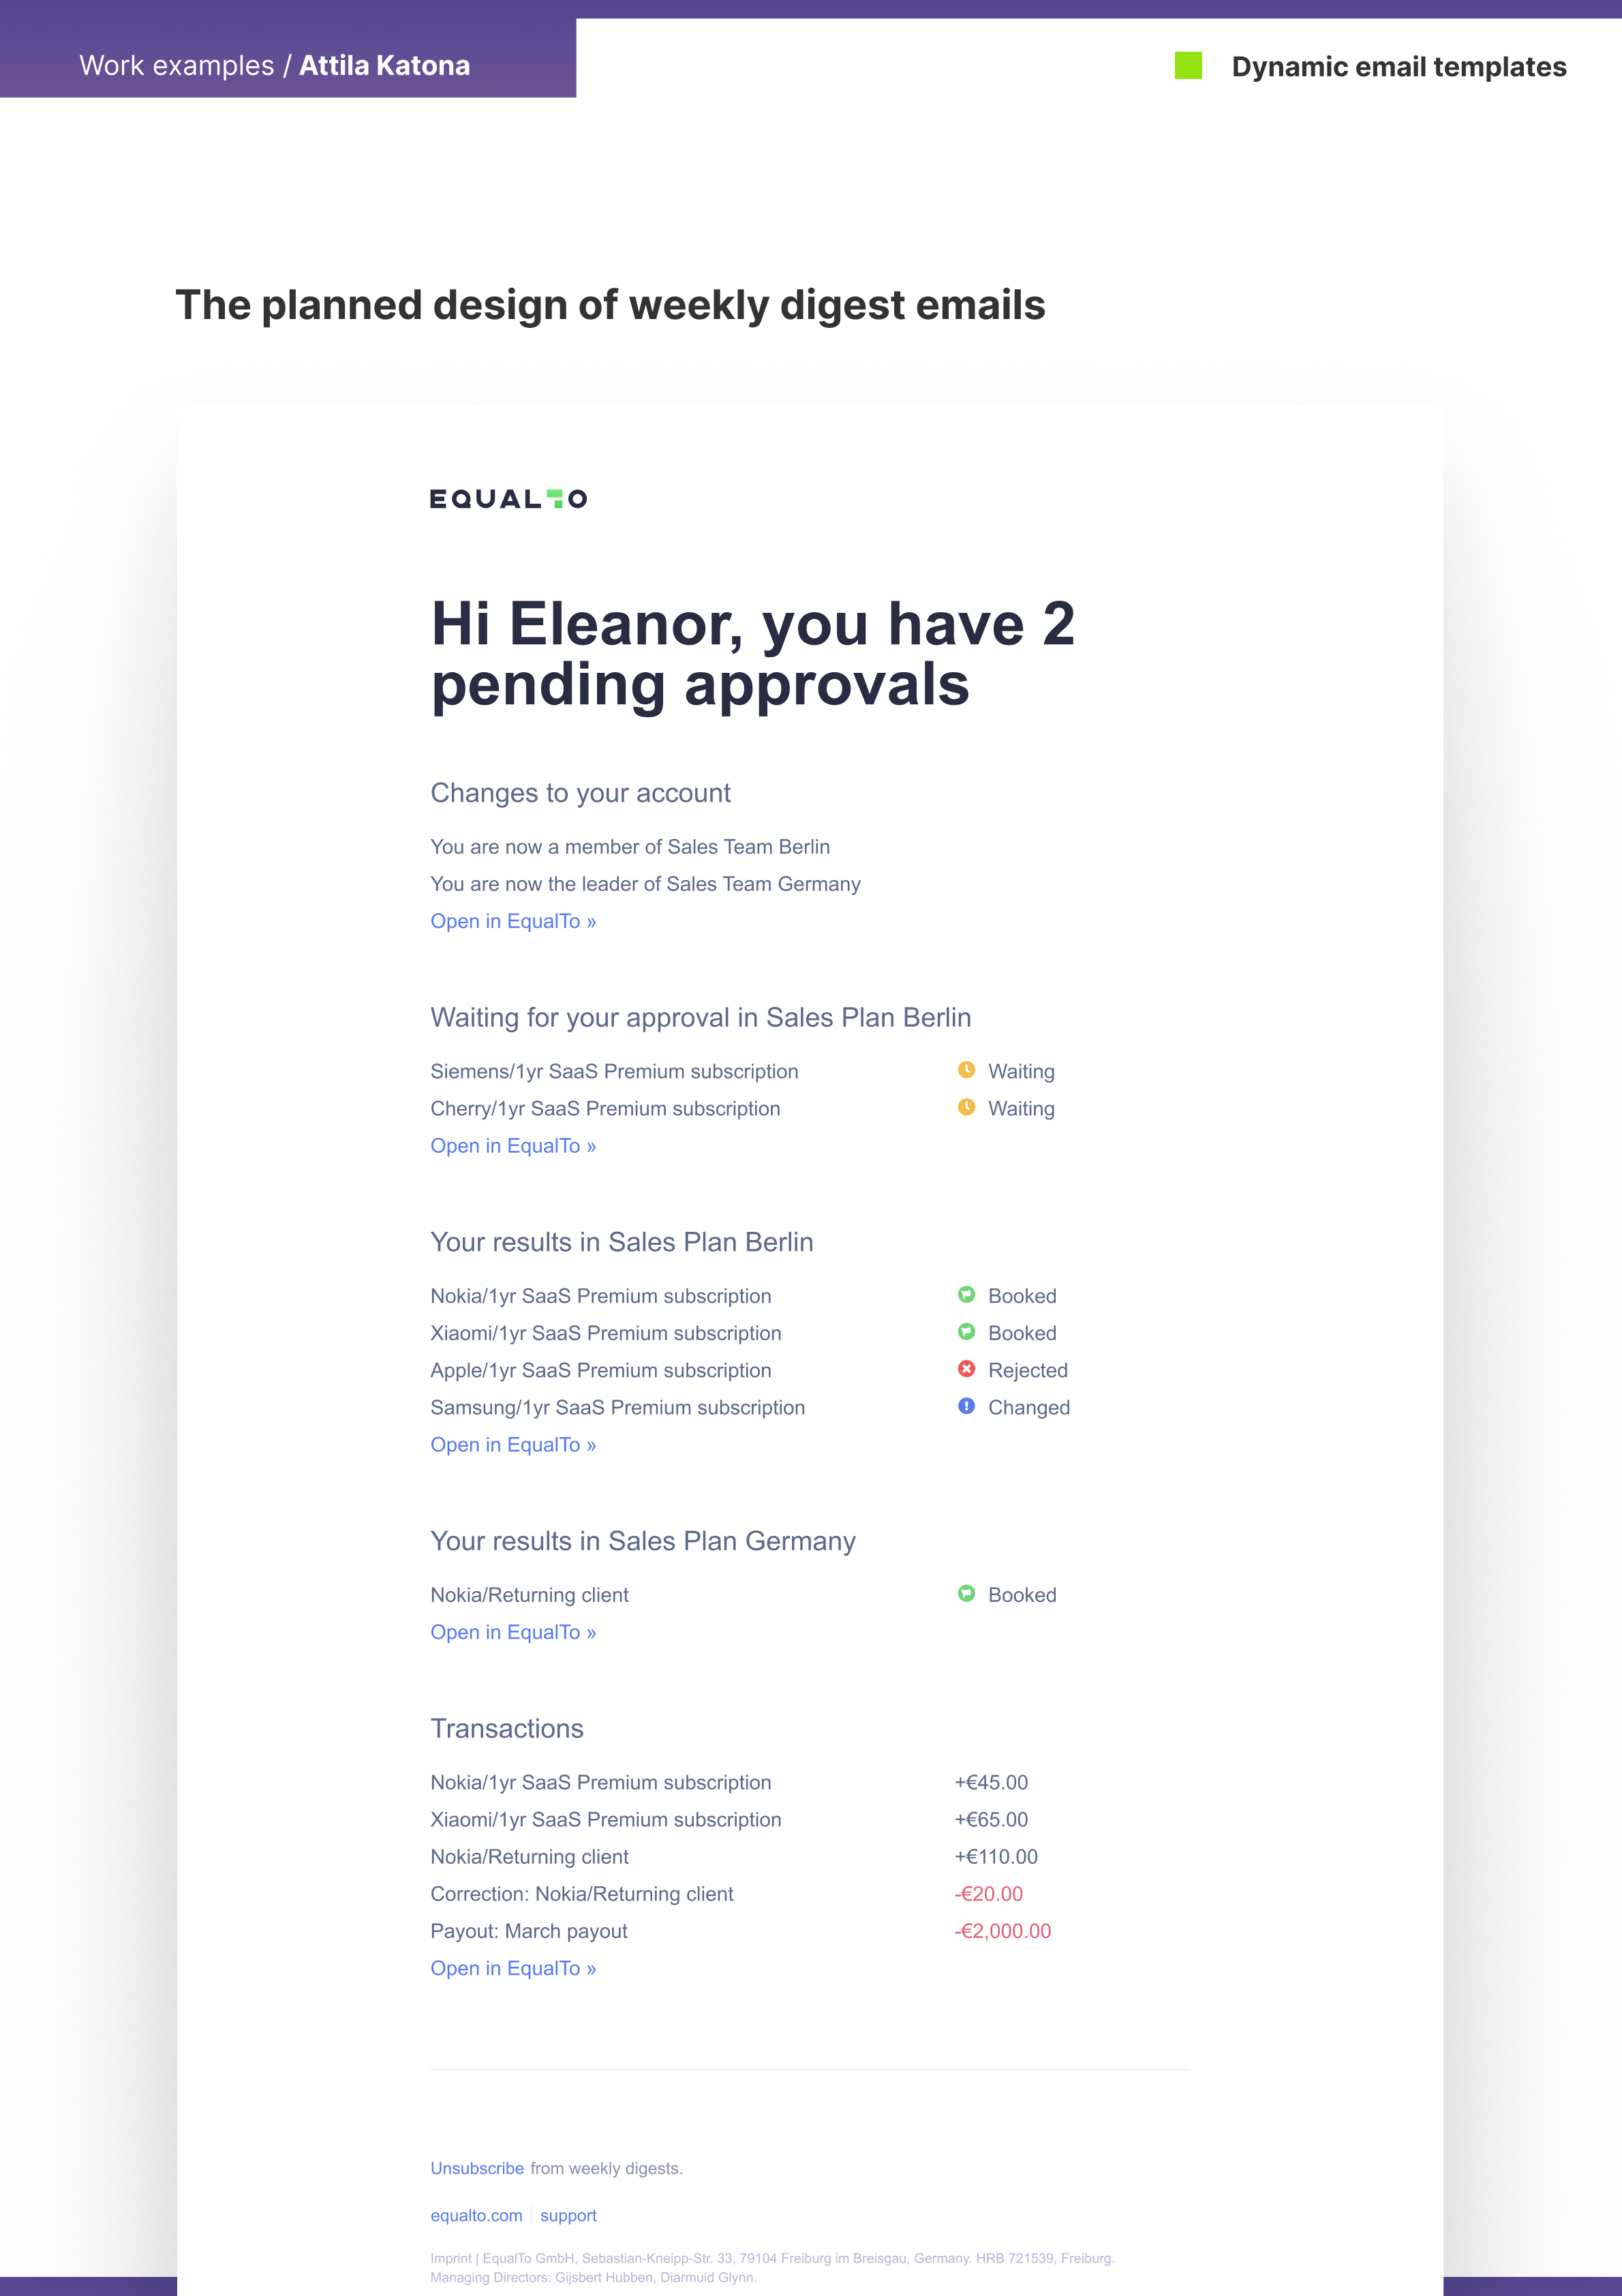 Work examples / Attila Katona
Dynamic email templates
The planned design of weekly digest emails
EQUALTO
Hi Eleanor, you have 2
pending approvals
Changes to your account
You are now a member of Sales Team Berlin
You are now the leader of Sales Team Germany
Open in EqualTo »
Waiting for your approval in Sales Plan Berlin
Siemens/1yr SaaS Premium subscription Waiting
Cherry/1yr SaaS Premium subscription Waiting
Open in EqualTo »
Your results in Sales Plan Berlin
Nokia/1yr SaaS Premium subscription Booked
Xiaomi/1yr SaaS Premium subscription Booked
Apple/1yr SaaS Premium subscription Rejected
Samsung/1yr SaaS Premium subscription Changed
Open in EqualTo »
Your results in Sales Plan Germany
Nokia/Returning client Booked
Open in EqualTo »
Transactions
Nokia/1yr SaaS Premium subscription +€45.00
Xiaomi/1yr SaaS Premium subscription +€65.00
Nokia/Returning client +€110.00
Correction: Nokia/Returning client -€20.00
Payout: March payout -€2,000.00
Open in EqualTo »
Unsubscribe from weekly digests.
equalto.com | support
Imprint | EqualTo GmbH, Sebastian-Kneipp-Str. 33, 79104 Freiburg im Breisgau, Germany. HRB 721539, Freiburg.
Managing Directors: Gijsbert Hubben, Diarmuid Glynn.